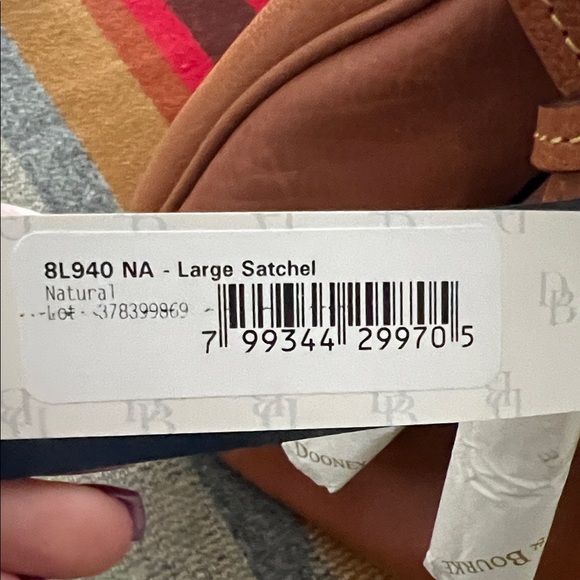 8L940 NA - Large Satchel
Natural
Lot 378399869
7 99344 29970 5
DOONEY
& BOURKE